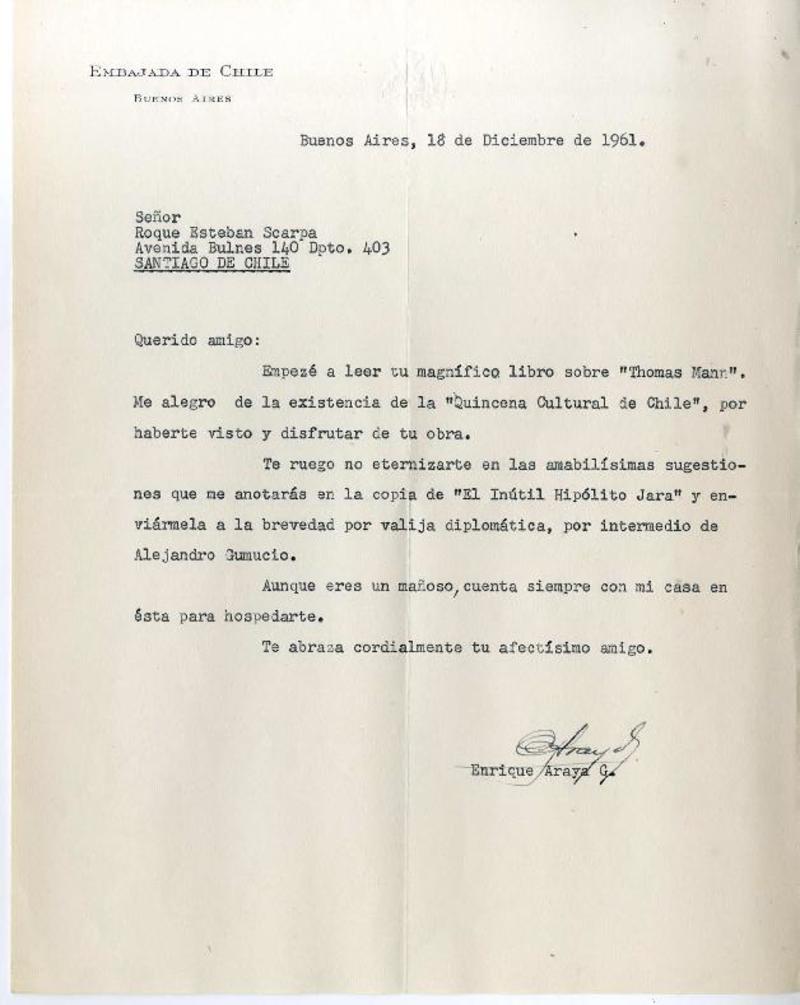 EMBAJADA DE CHILE
BUENOS AIRES
Buenos Aires, 18 de Diciembre de 1961.
Señor
Roque Esteban Scarpa
Avenida Bulnes 140 Dpto. 403
SANTIAGO DE CHILE
Querido amigo:
Empezé a leer tu magnífico libro sobre "Thomas Mann".
Me alegro de la existencia de la "Quincena Cultural de Chile", por
haberte visto y disfrutar de tu obra.
Te ruego no eternizarte en las amabilísimas sugestio-
nes que me anotarás en la copia de "El Inútil Hipólito Jara" y en-
viármela a la brevedad por valija diplomática, por intermedio de
Alejandro Gumucio.
Aunque eres un mañoso, cuenta siempre con mi casa en
ésta para hospedarte.
Te abraza cordialmente tu afectísimo amigo.
Enrique Araya G.